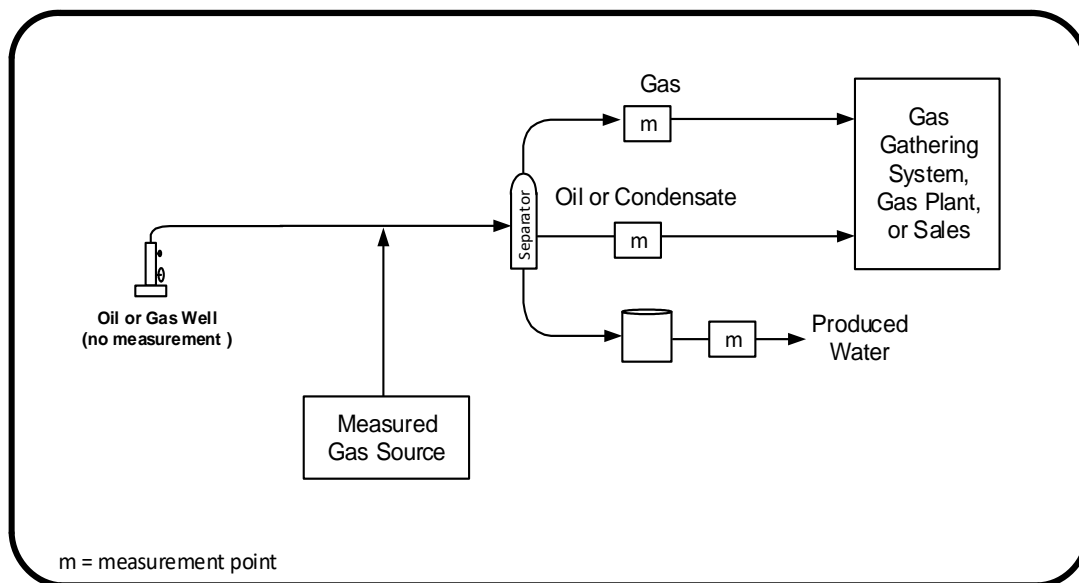 Gas
m
Gas
Gathering
System,
Gas Plant,
or Sales
Oil or Condensate
m
Separator
Oil or Gas Well
(no measurement )
m
Produced
Water
Measured
Gas Source
m = measurement point